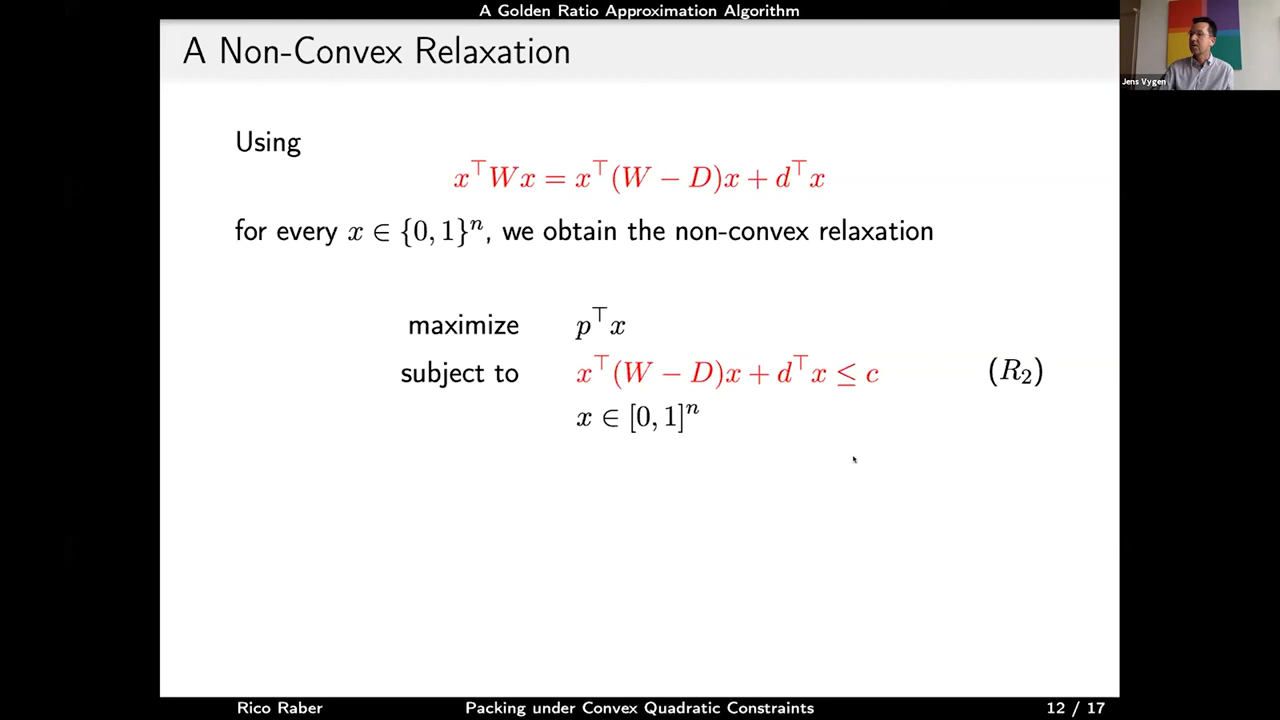 A Golden Ratio Approximation Algorithm
A Non-Convex Relaxation
Jens Vygen
Using
x⊤Wx = x⊤(W − D)x + d⊤x
for every x ∈ {0, 1}ⁿ, we obtain the non-convex relaxation
maximize p⊤x
subject to x⊤(W − D)x + d⊤x ≤ c (R₂)
x ∈ [0, 1]ⁿ
Rico Raber Packing under Convex Quadratic Constraints 12 / 17